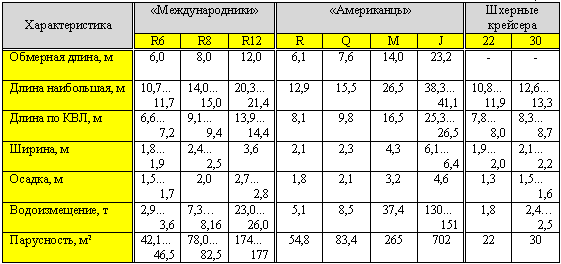 Характеристика «Международники» «Американцы» Шхерные крейсера
R6 R8 R12 R Q M J 22 30
Обмерная длина, м 6,0 8,0 12,0 6,1 7,6 14,0 23,2 - -
Длина наибольшая, м 10,7... 11,7 14,0... 15,0 20,3... 21,4 12,9 15,5 26,5 38,3... 41,1 10,8... 11,9 12,6... 13,3
Длина по КВЛ, м 6,6... 7,2 9,1... 9,4 13,9... 14,4 8,1 9,8 16,5 25,3... 26,5 7,8... 8,0 8,3... 8,7
Ширина, м 1,8... 1,9 2,4... 2,5 3,6 2,1 2,3 4,3 6,1... 6,4 1,9... 2,0 2,1... 2,2
Осадка, м 1,5... 1,7 2,0 2,7... 2,8 1,8 2,1 3,2 4,6 1,3 1,5... 1,6
Водоизмещение, т 2,9... 3,6 7,3... 8,16 23,0... 26,0 5,1 8,5 37,4 130... 151 1,8 2,4... 2,5
Парусность, м² 42,1... 46,5 78,0... 82,5 174... 177 54,8 83,4 265 702 22 30